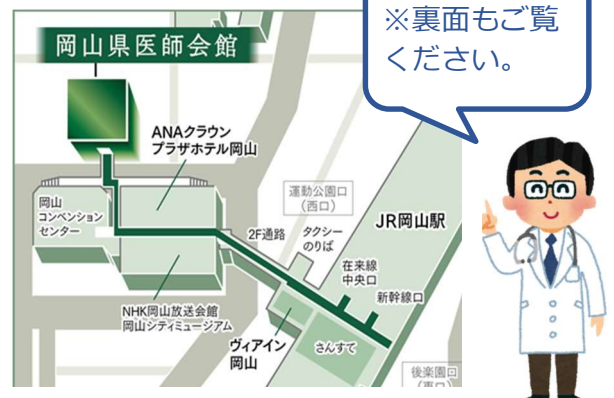 ※裏面もご覧
ください。
岡山県医師会館
ANAクラウン
プラザホテル岡山
岡山
コンベンション
センター
運動公園口
(西口)
JR岡山駅
2F通路
タクシー
のりば
在来線
中央口
新幹線口
NHK岡山放送会館
岡山シティミュージアム
ヴィアイン
岡山
さんすて
後楽園口
(東口)